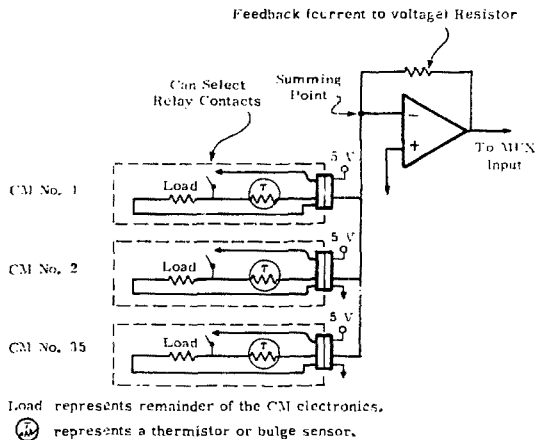 Feedback (current to voltage) Resistor
Can Select
Relay Contacts
Summing
Point
−
+
To MUX
Input
5 V
CM No. 1
Load
τ
5 V
CM No. 2
Load
τ
5 V
CM No. 35
Load
τ
Load represents remainder of the CM electronics.
τ represents a thermistor or bulge sensor.